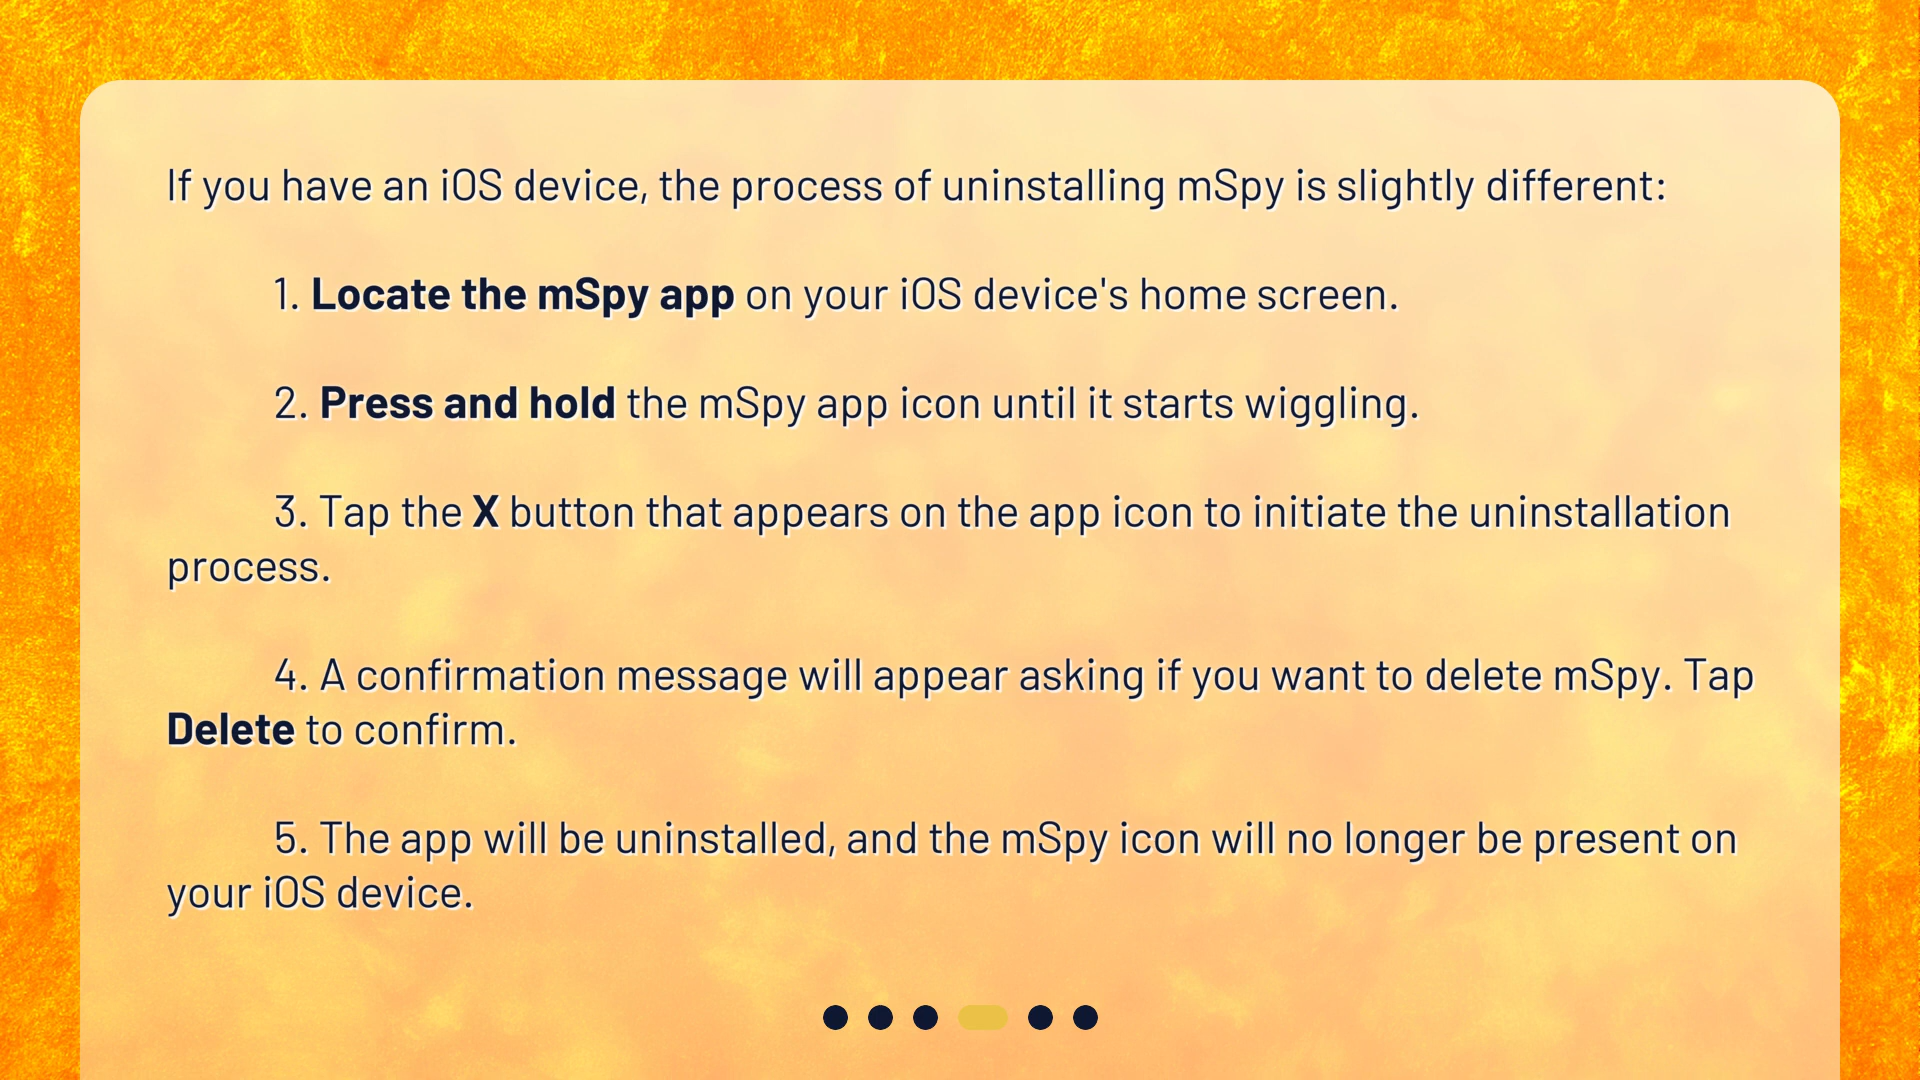 If you have an iOS device, the process of uninstalling mSpy is slightly different:
1. Locate the mSpy app on your iOS device's home screen.
2. Press and hold the mSpy app icon until it starts wiggling.
3. Tap the X button that appears on the app icon to initiate the uninstallation
process.
4. A confirmation message will appear asking if you want to delete mSpy. Tap
Delete to confirm.
5. The app will be uninstalled, and the mSpy icon will no longer be present on
your iOS device.